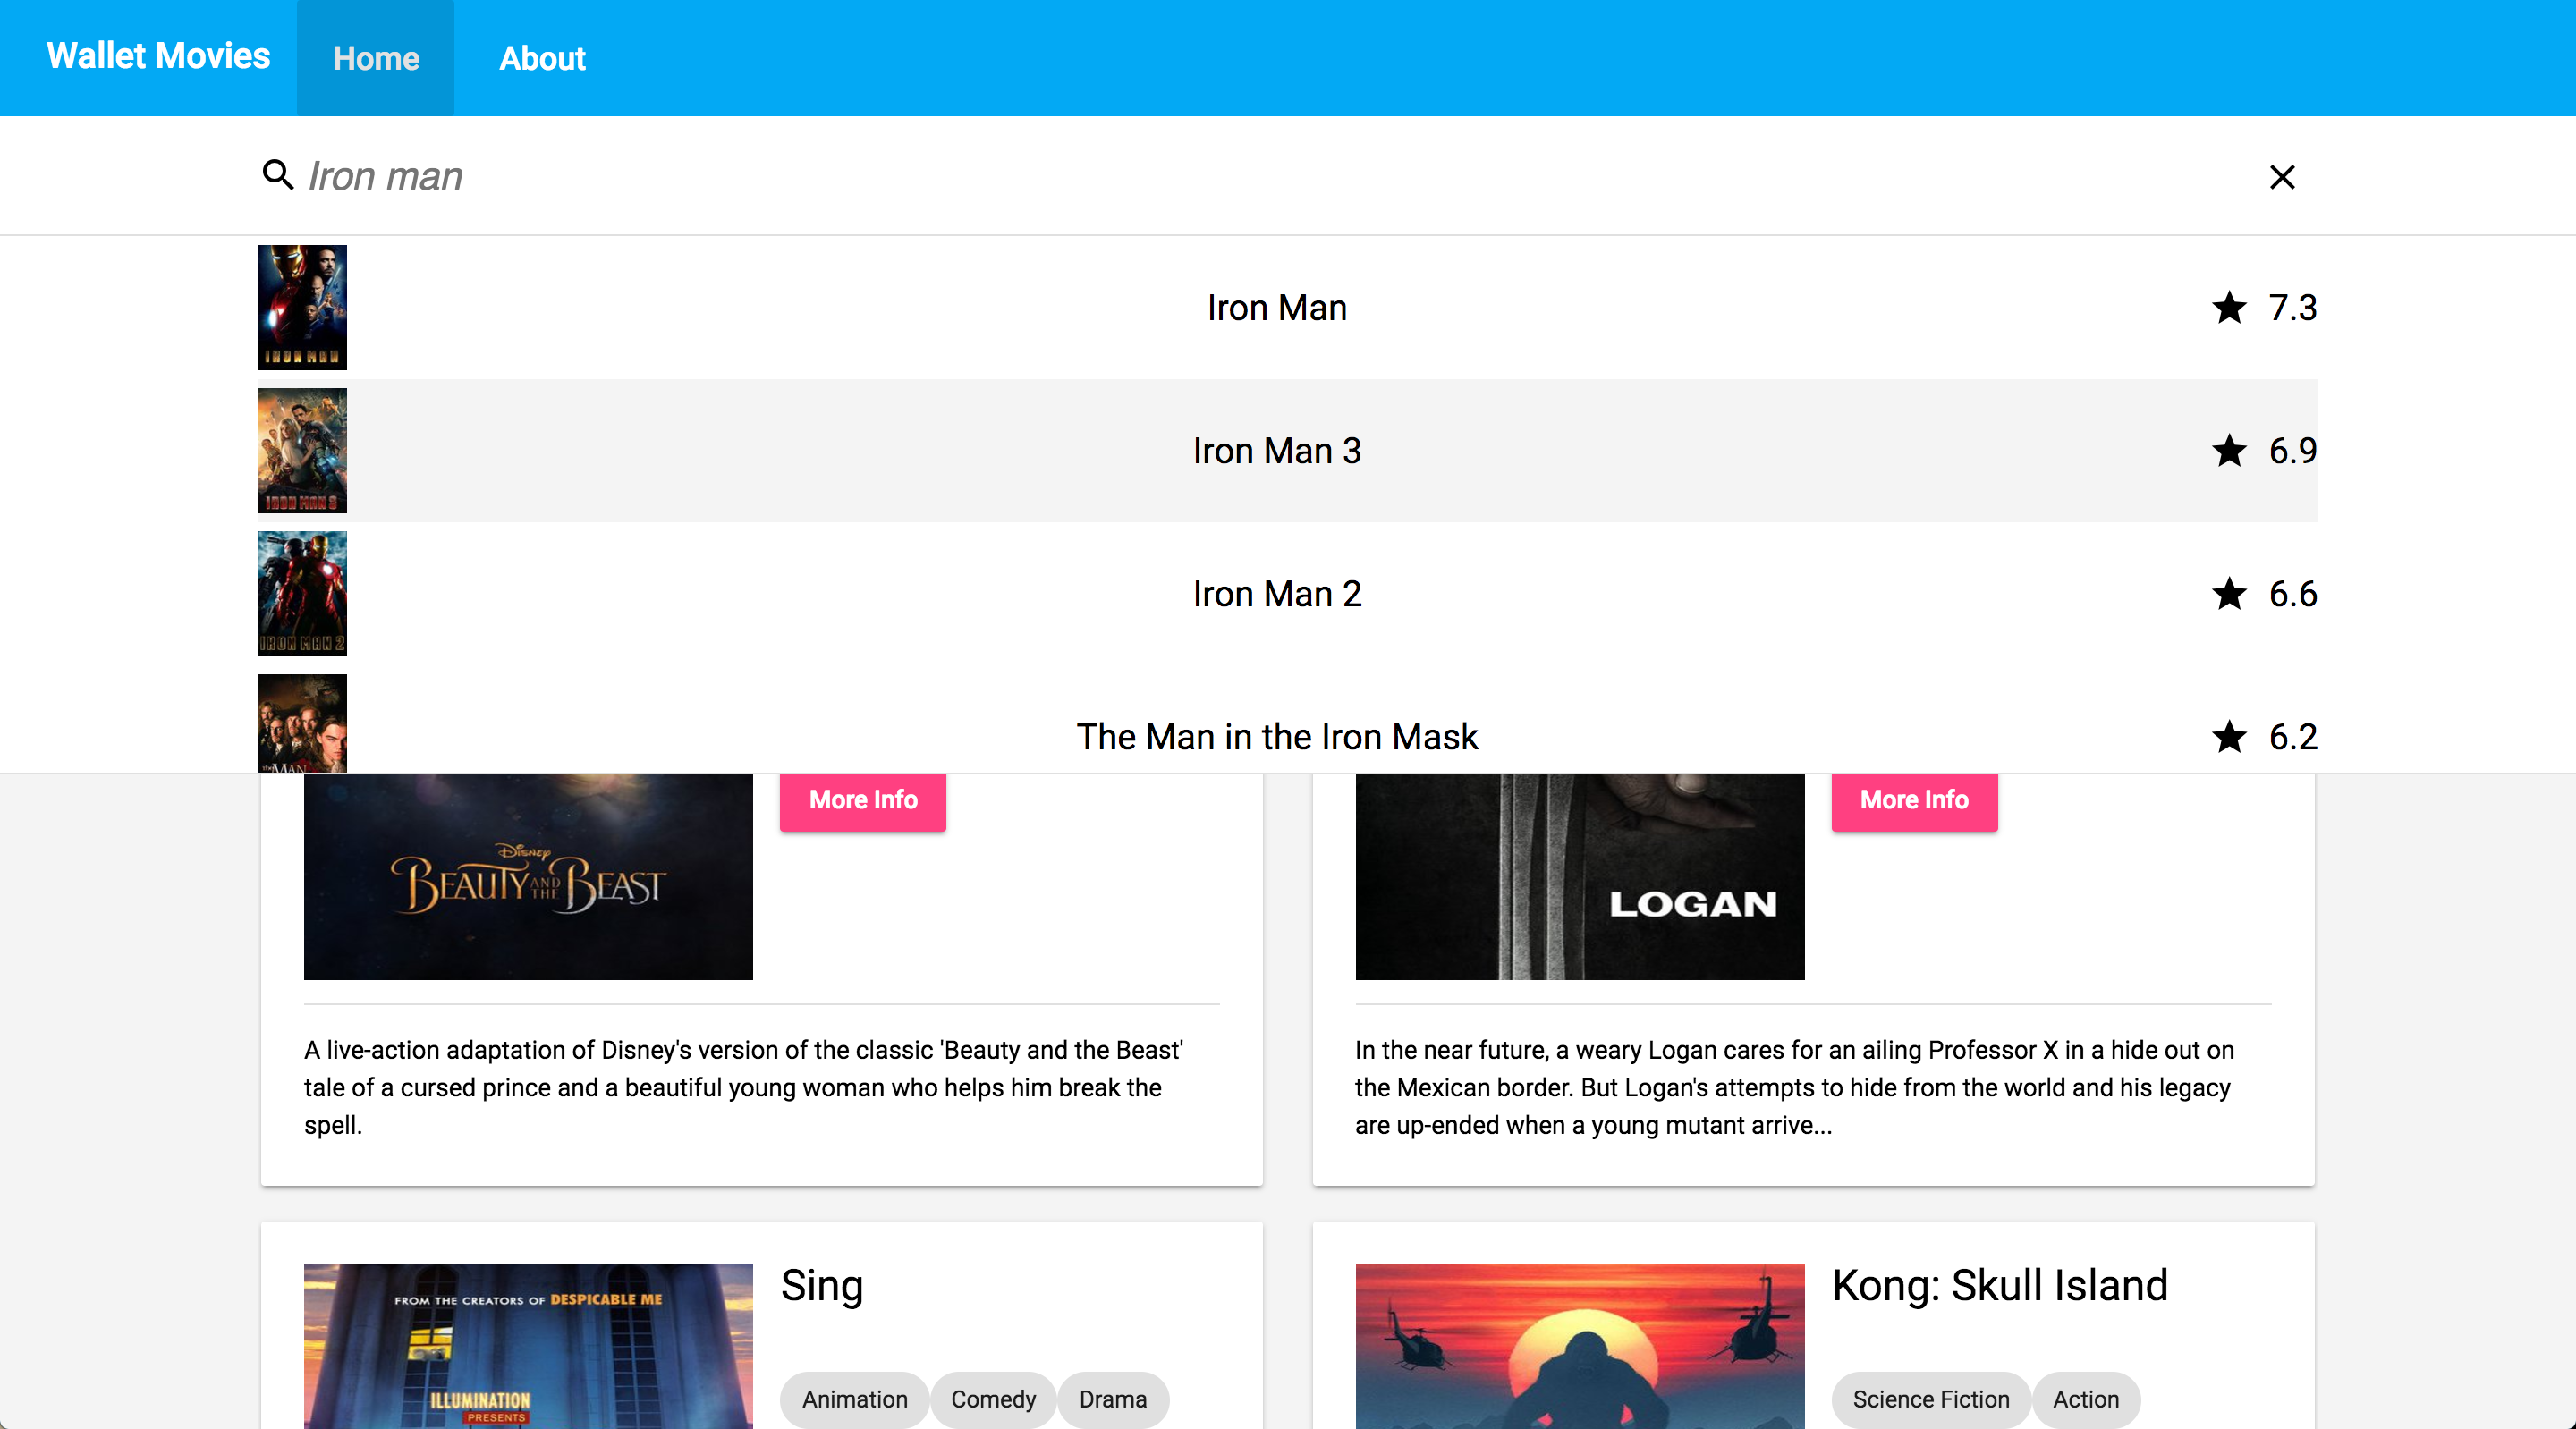 Wallet Movies Home About
Iron man
IRON MAN
Iron Man 7.3
IRON MAN 3
Iron Man 3 6.9
IRON MAN 2
Iron Man 2 6.6
The Man in the Iron Mask 6.2
the MAN
More Info
More Info
Disney
BEAUTY AND THE BEAST
LOGAN
A live-action adaptation of Disney's version of the classic 'Beauty and the Beast'
tale of a cursed prince and a beautiful young woman who helps him break the
spell.
In the near future, a weary Logan cares for an ailing Professor X in a hide out on
the Mexican border. But Logan's attempts to hide from the world and his legacy
are up-ended when a young mutant arrive...
FROM THE CREATORS OF DESPICABLE ME
ILLUMINATION
PRESENTS
Sing
Animation Comedy Drama
Kong: Skull Island
Science Fiction Action